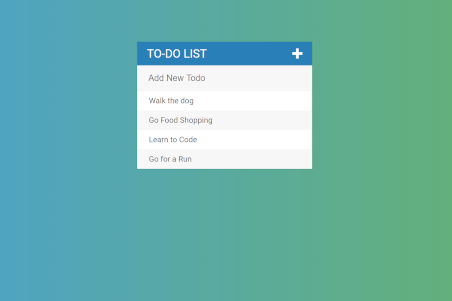 TO-DO LIST
Add New Todo
Walk the dog
Go Food Shopping
Learn to Code
Go for a Run